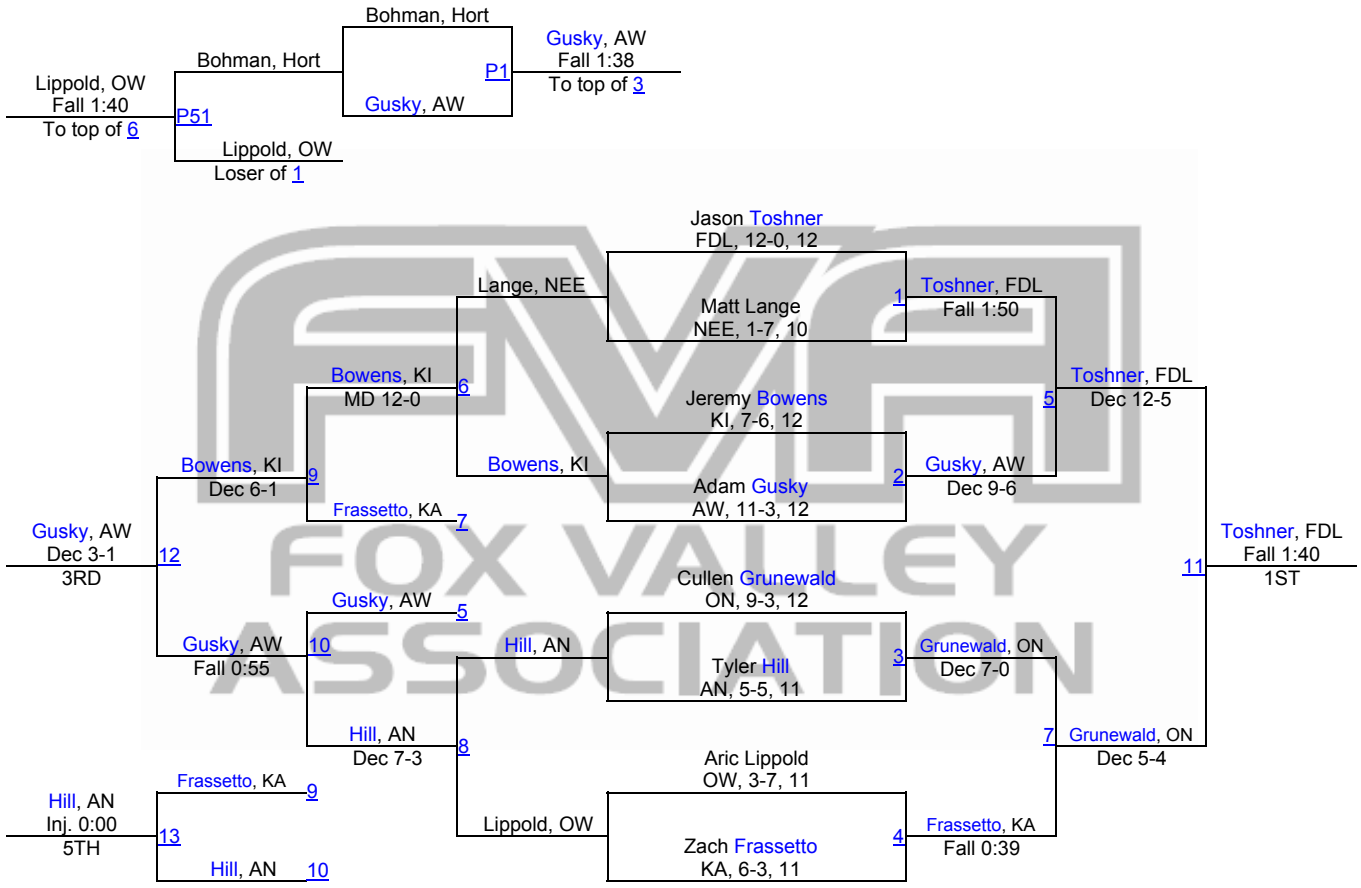 Bohman, Hort
Gusky, AW
Bohman, Hort
Fall 1:38
Lippold, OW
P1
To top of 3
Fall 1:40
Gusky, AW
To top of 6
P51
Lippold, OW
Loser of 1
Jason Toshner
FDL, 12-0, 12
Lange, NEE
1
Toshner, FDL
Matt Lange
Fall 1:50
NEE, 1-7, 10
Bowens, KI
6
Toshner, FDL
MD 12-0
Jeremy Bowens
5
Dec 12-5
KI, 7-6, 12
Bowens, KI
Bowens, KI
Gusky, AW
Dec 6-1
9
Adam Gusky
2
Dec 9-6
AW, 11-3, 12
Frassetto, KA
7
Gusky, AW
Toshner, FDL
Dec 3-1
12
11
Fall 1:40
3RD
1ST
Cullen Grunewald
ON, 9-3, 12
Gusky, AW
5
Gusky, AW
10
Hill, AN
3
Grunewald, ON
Fall 0:55
Tyler Hill
Dec 7-0
AN, 5-5, 11
Hill, AN
8
7
Grunewald, ON
Dec 7-3
Aric Lippold
Dec 5-4
OW, 3-7, 11
Frassetto, KA
9
Hill, AN
Inj. 0:00
Lippold, OW
4
Frassetto, KA
5TH
13
Zach Frassetto
Fall 0:39
KA, 6-3, 11
Hill, AN
10
FVA
FOX VALLEY
ASSOCIATION